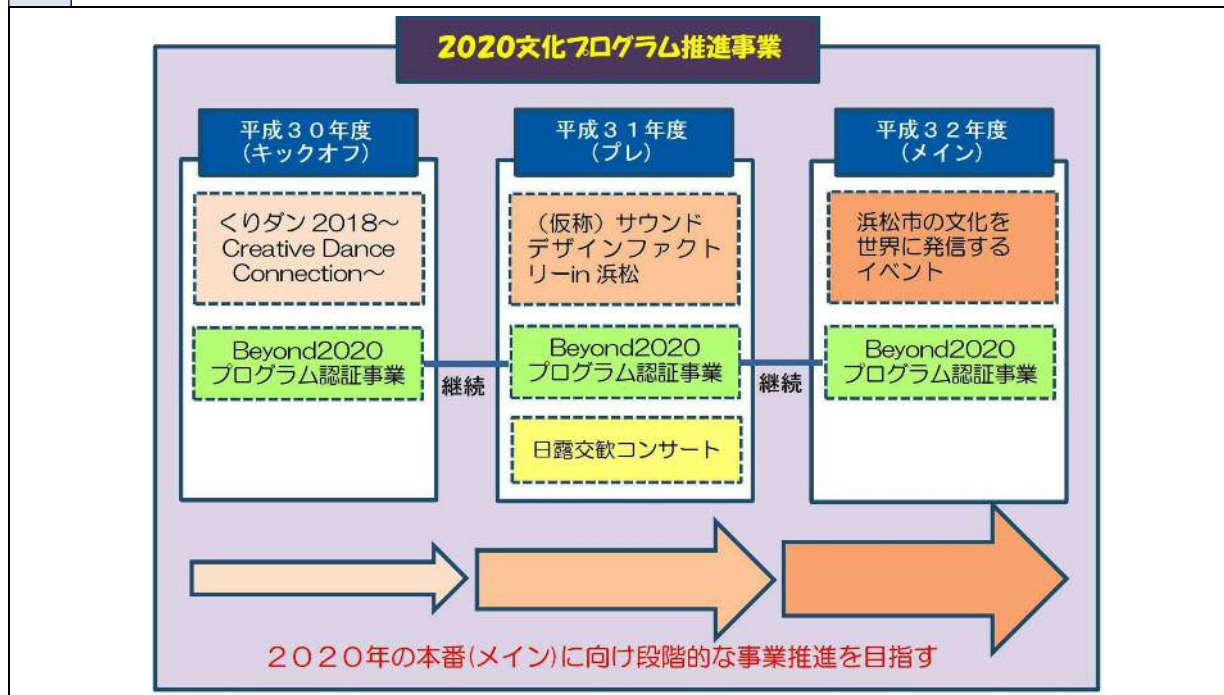 2020文化プログラム推進事業
平成30年度
(キックオフ)
くりダン 2018～
Creative Dance
Connection～
Beyond2020
プログラム認証事業
継続
平成31年度
(プレ)
(仮称) サウンド
デザインファクト
リーin 浜松
Beyond2020
プログラム認証事業
日露交歓コンサート
継続
平成32年度
(メイン)
浜松市の文化を
世界に発信する
イベント
Beyond2020
プログラム認証事業
2020年の本番(メイン)に向け段階的な事業推進を目指す